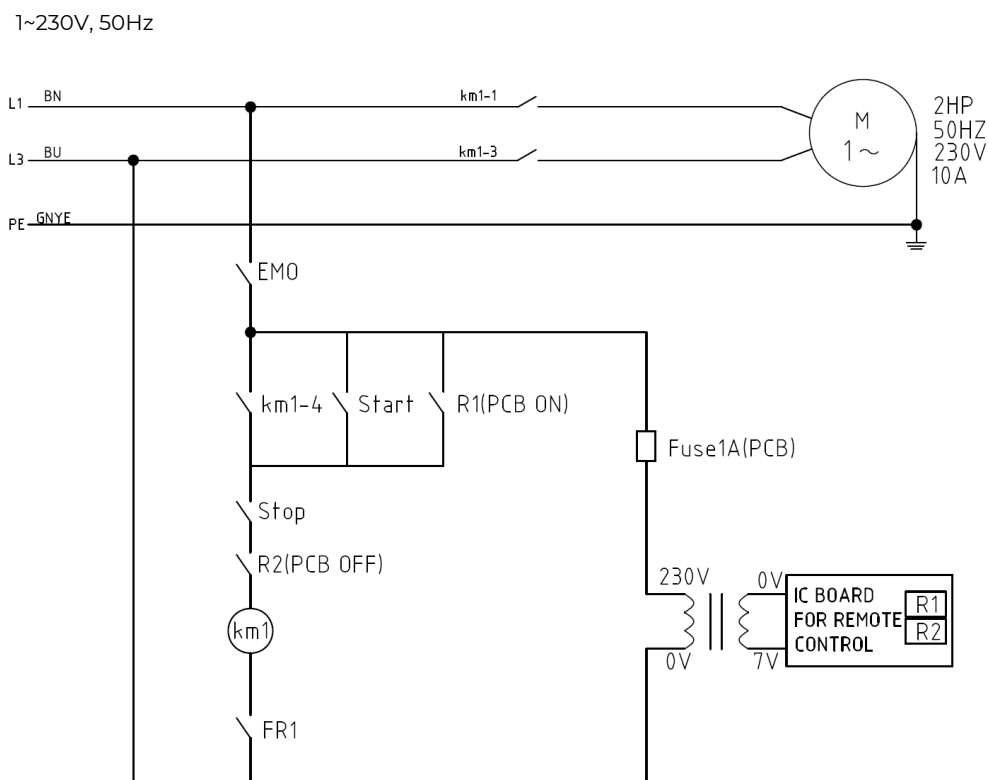 1~230V, 50Hz
L1 BN km1-1
L3 BU km1-3
PE GNYE
M
1~
2HP
50HZ
230V
10A
EMO
km1-4 Start R1(PCB ON)
Fuse1A(PCB)
Stop
R2(PCB OFF)
km1
FR1
230V 0V
0V 7V
IC BOARD
FOR REMOTE
CONTROL
R1
R2